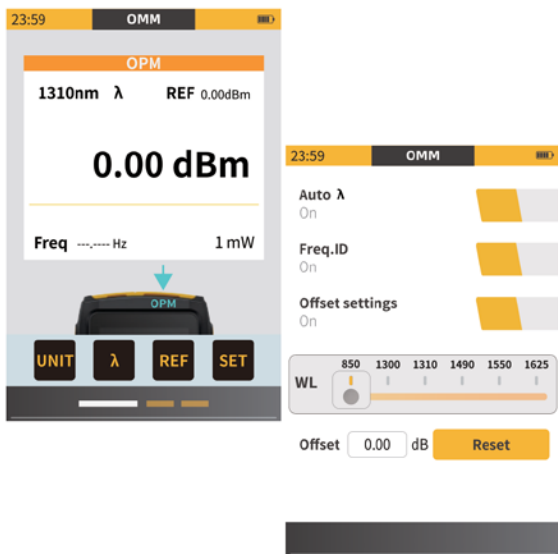 23:59 OMM
OPM
1310nm λ REF 0.00dBm
0.00 dBm
Freq ---.---- Hz 1 mW
OPM
UNIT λ REF SET
23:59 OMM
Auto λ
On
Freq.ID
On
Offset settings
On
850 1300 1310 1490 1550 1625
WL
Offset 0.00 dB Reset